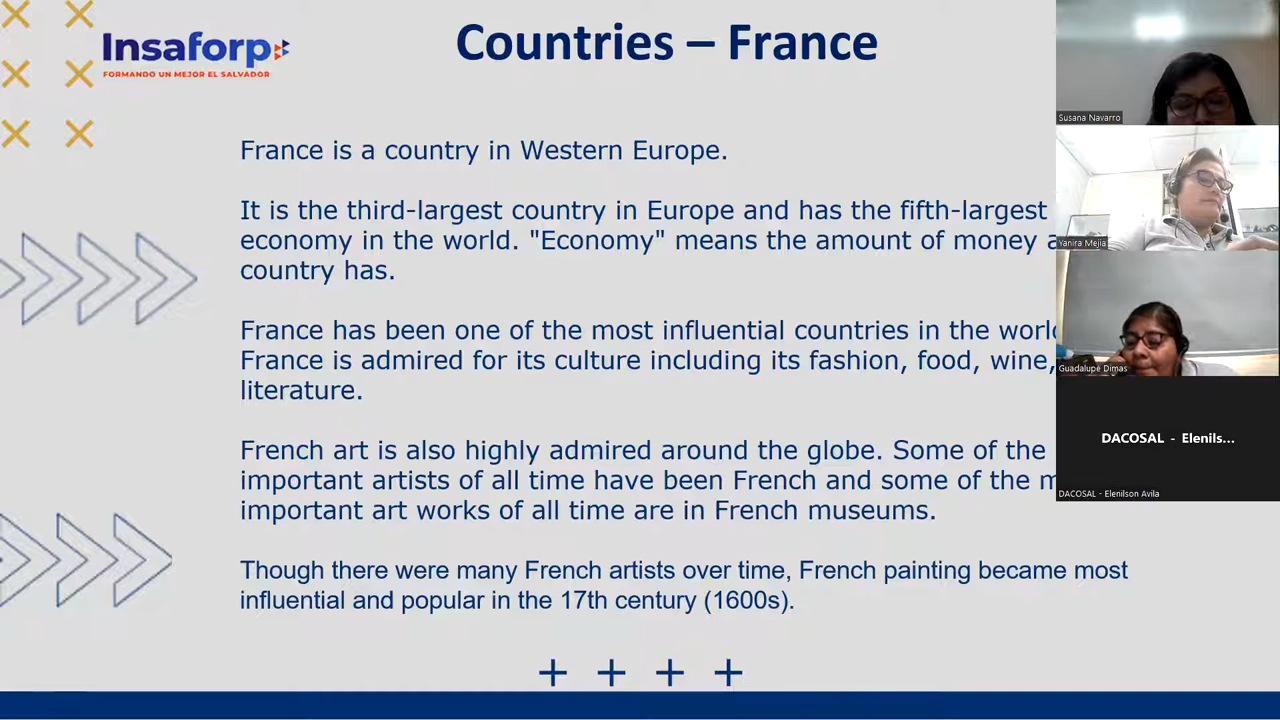 Insaforp
FORMANDO UN MEJOR EL SALVADOR
Countries – France
France is a country in Western Europe.
It is the third-largest country in Europe and has the fifth-largest
economy in the world. "Economy" means the amount of money a
country has.
France has been one of the most influential countries in the world
France is admired for its culture including its fashion, food, wine,
literature.
French art is also highly admired around the globe. Some of the
important artists of all time have been French and some of the m
important art works of all time are in French museums.
Though there were many French artists over time, French painting became most
influential and popular in the 17th century (1600s).
Susana Navarro
Yanira Mejia
Guadalupe Dimas
DACOSAL - Elenils...
DACOSAL - Elenilson Avila